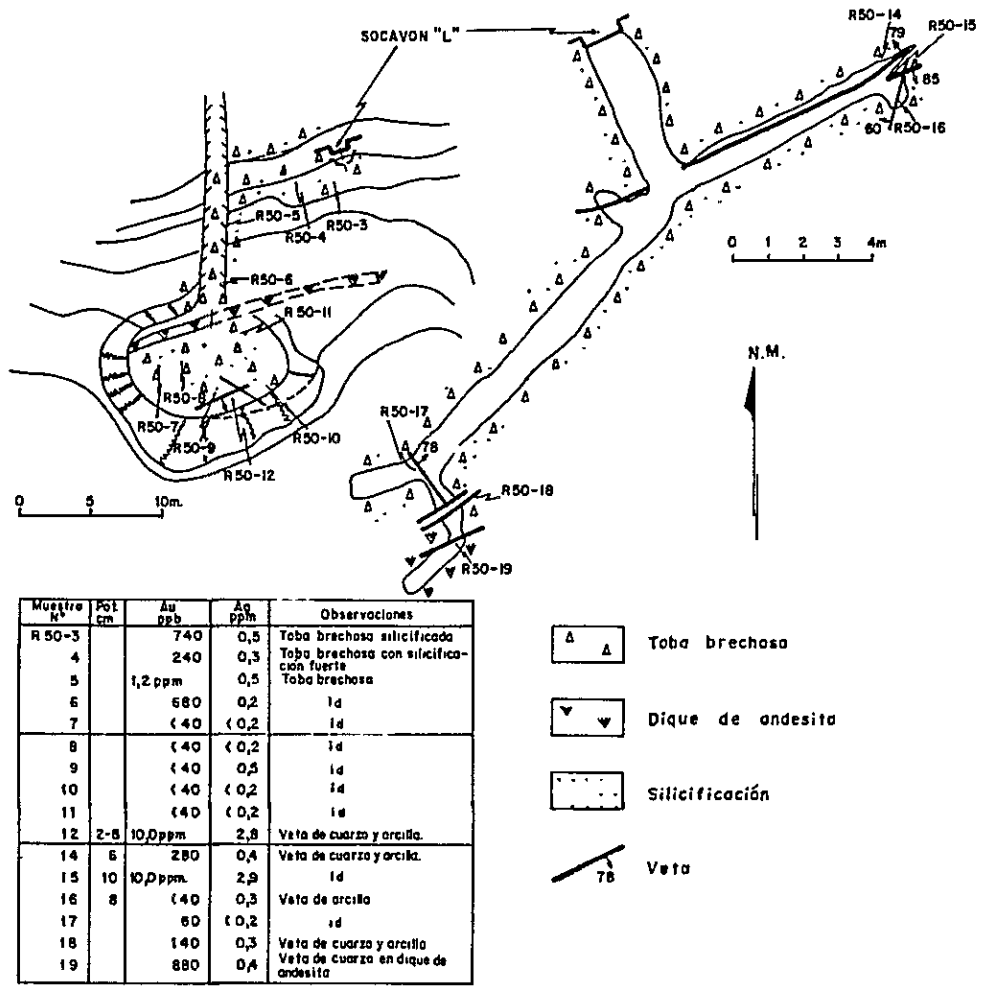 SOCAVON "L"
R50-14
79
R50-15
85
60
R50-16
R50-5
R50-4
R50-3
R50-6
R50-11
R50-8
R50-7
R50-9
R50-10
R50-12
0 5 10m.
0 1 2 3 4m
N.M.
R50-17
78
R50-18
R50-19
Muestra Nº Pot. cm Au ppb Ag ppm Observaciones
R 50-3 740 0,5 Toba brechosa silicificada
4 240 0,3 Toba brechosa con silicifica-
ción fuerte
5 1,2 ppm 0,5 Toba brechosa
6 680 0,2 id
7 <40 <0,2 id
8 <40 <0,2 id
9 <40 0,5 id
10 <40 <0,2 id
11 <40 <0,2 id
12 10,0 ppm 2,8 Veta de cuarzo y arcilla.
14 6 280 0,4 Veta de cuarzo y arcilla.
15 10 10,0 ppm. 2,9 id
16 8 <40 0,3 Veta de arcilla
17 60 <0,2 id
18 140 0,3 Veta de cuarzo y arcilla
19 880 0,4 Veta de cuarzo en dique de
andesita
Toba brechosa
Dique de andesita
Silicificación
78 Veta